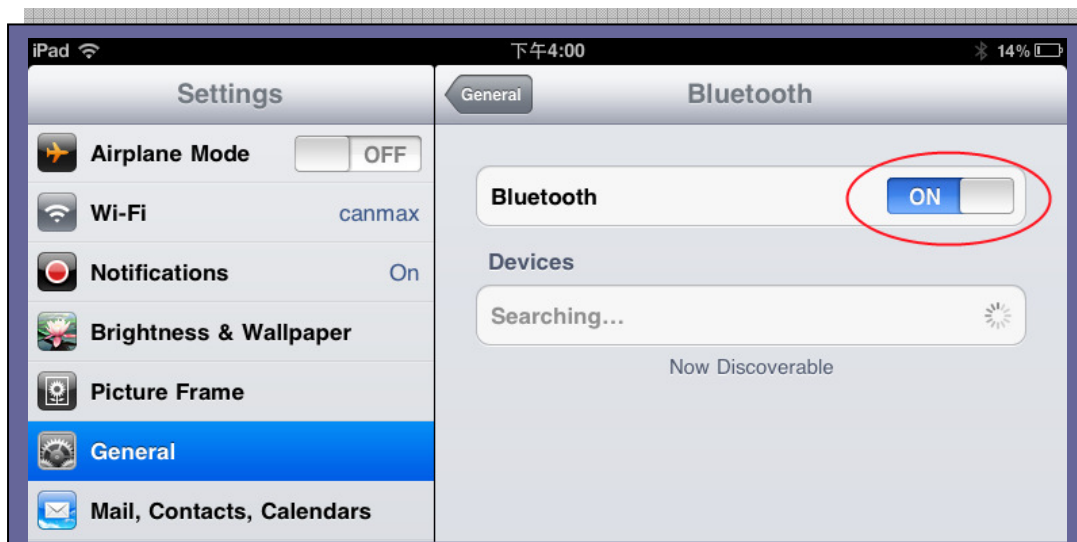 iPad 下午4:00 14%
Settings
Airplane Mode OFF
Wi-Fi canmax
Notifications On
Brightness & Wallpaper
Picture Frame
General
Mail, Contacts, Calendars
General Bluetooth
Bluetooth ON
Devices
Searching...
Now Discoverable